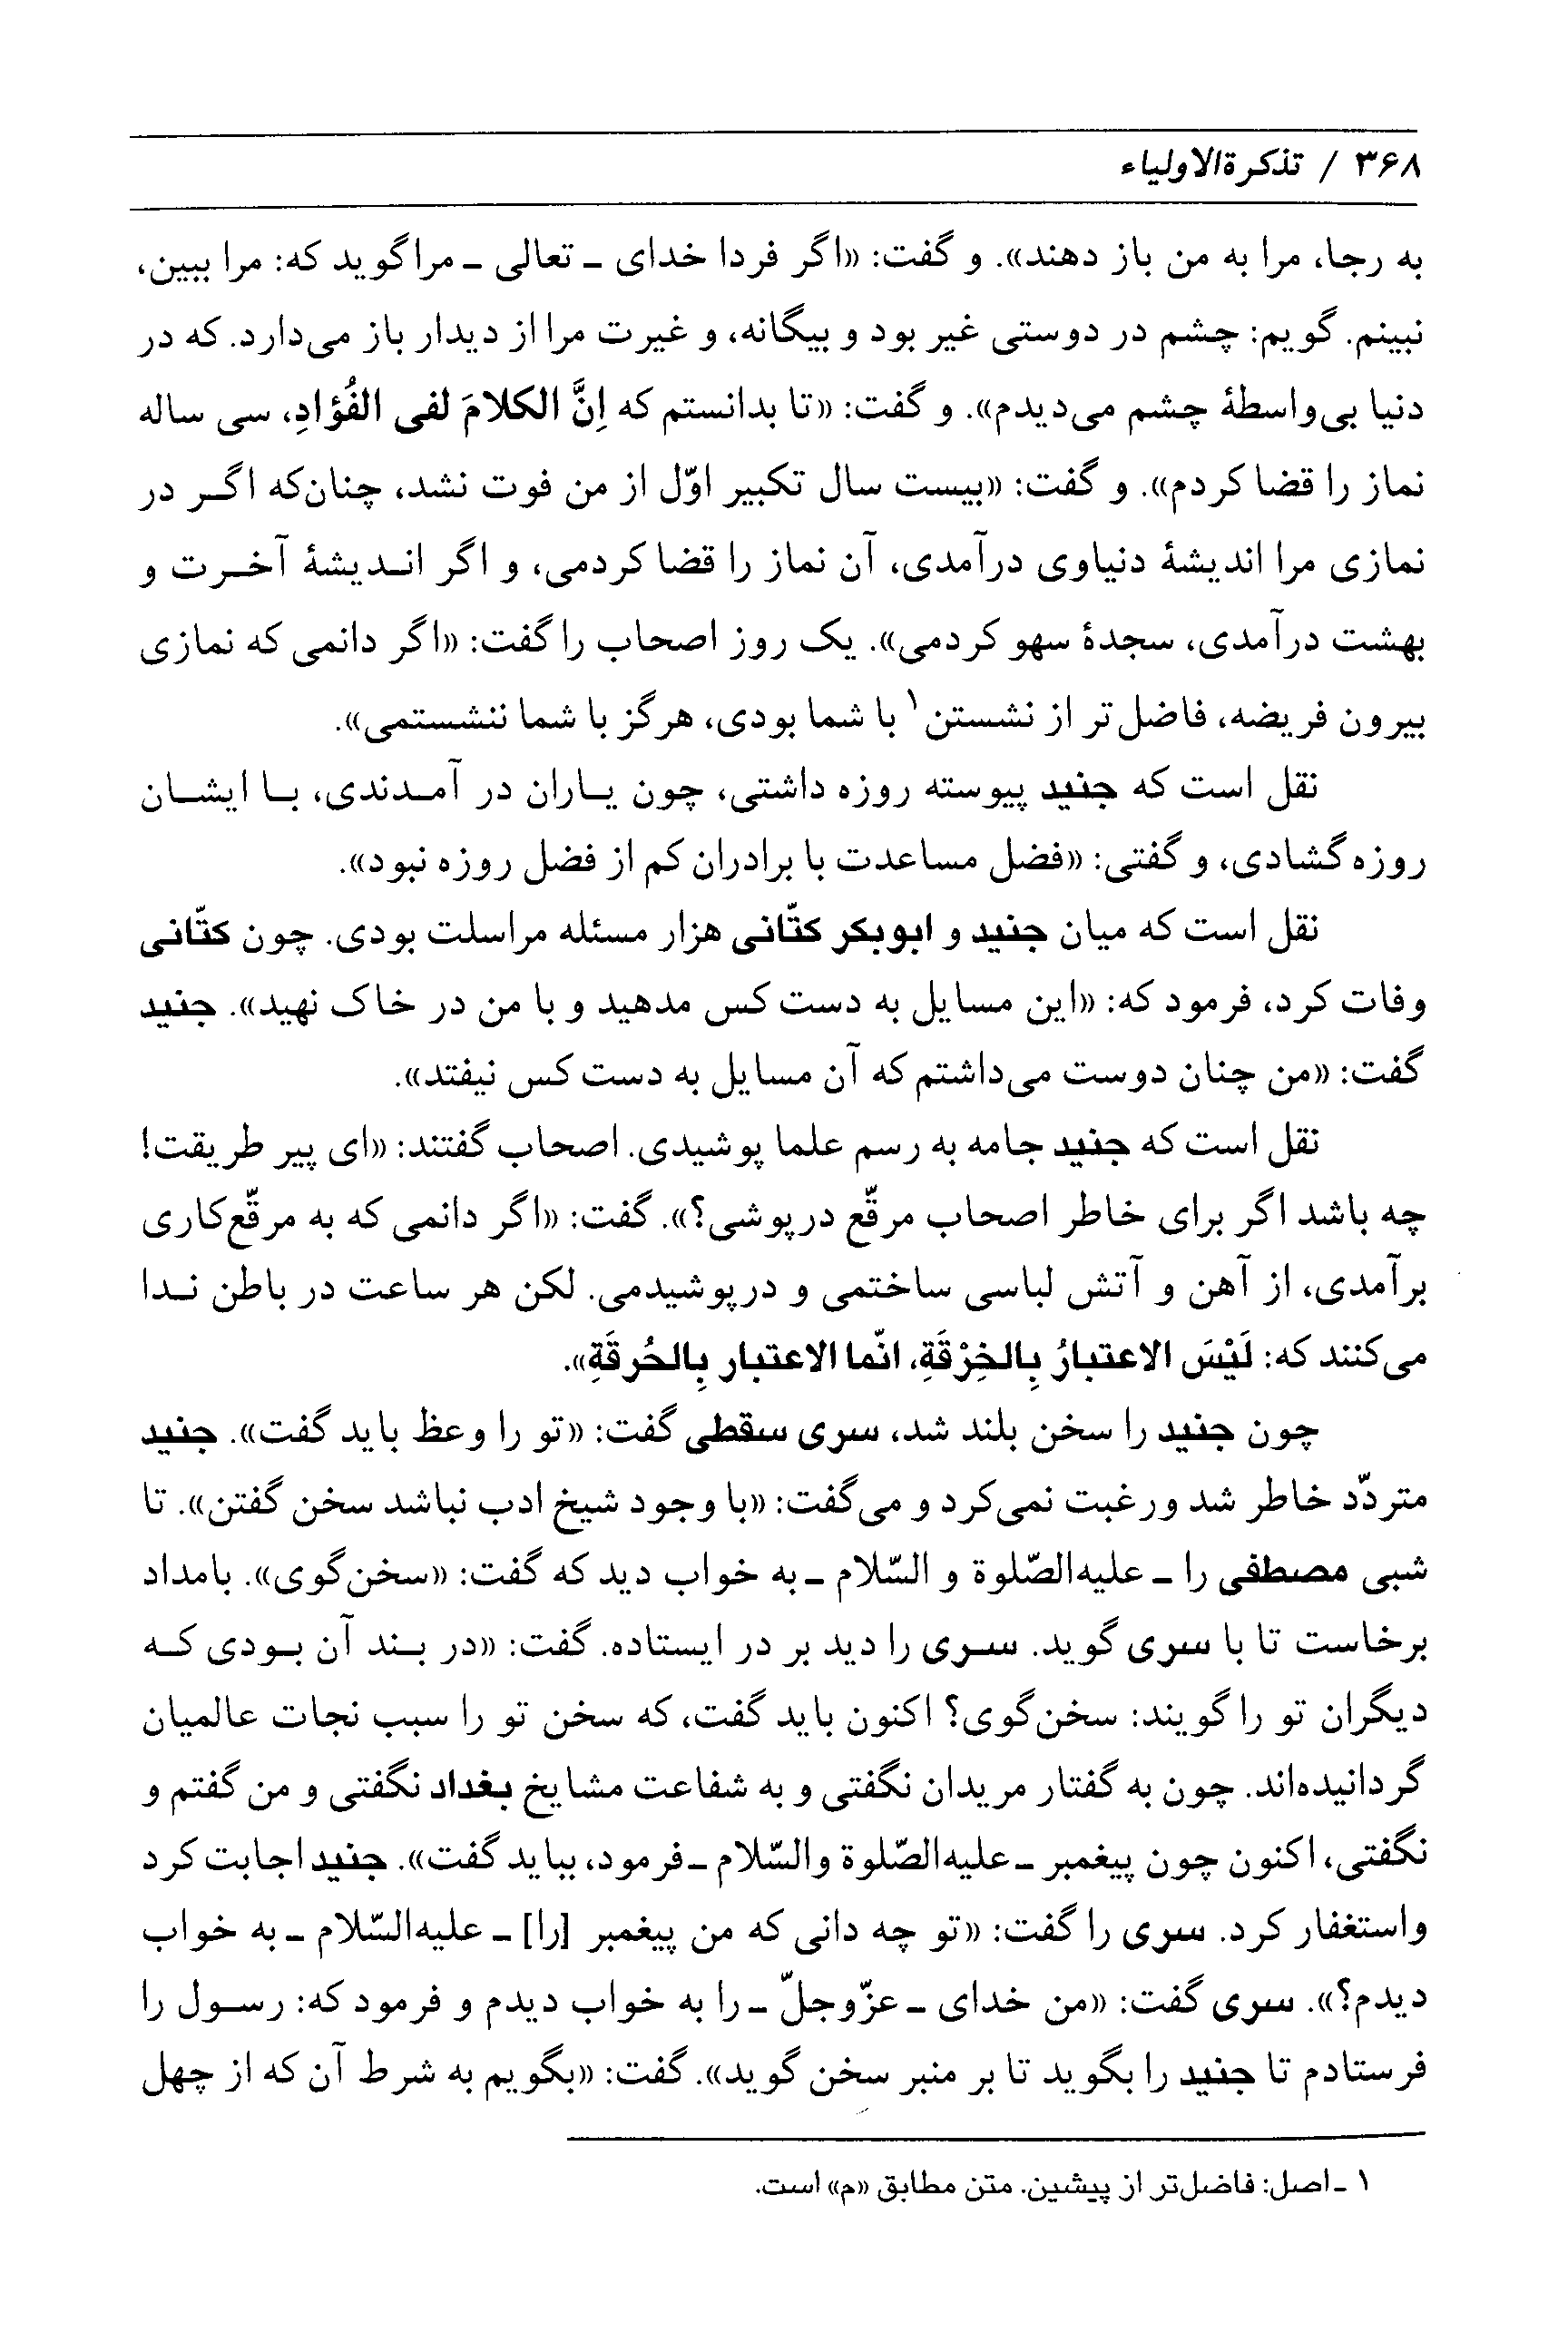 ۳۶۸ / تذکرةالاولیاء
به رجا، مرا به من باز دهند». و گفت: «اگر فردا خدای ـ تعالی ـ مرا گوید که: مرا ببین،
نبینم. گویم: چشم در دوستی غیر بود و بیگانه، و غیرت مرا از دیدار باز می‌دارد. که در
دنیا بی‌واسطهٔ چشم می‌دیدم». و گفت: «تا بدانستم که اِنَّ الکلامَ لفی الفُؤادِ، سی ساله
نماز را قضا کردم». و گفت: «بیست سال تکبیر اوّل از من فوت نشد، چنان‌که اگر در
نمازی مرا اندیشهٔ دنیاوی درآمدی، آن نماز را قضا کردمی، و اگر اندیشهٔ آخرت و
بهشت درآمدی، سجدهٔ سهو کردمی». یک روز اصحاب را گفت: «اگر دانمی که نمازی
بیرون فریضه، فاضل‌تر از نشستن۱ با شما بودی، هرگز با شما ننشستمی».
نقل است که جنید پیوسته روزه داشتی، چون یاران در آمدندی، با ایشان
روزه گشادی، و گفتی: «فضل مساعدت با برادران کم از فضل روزه نبود».
نقل است که میان جنید و ابوبکر کتّانی هزار مسئله مراسلت بودی. چون کتّانی
وفات کرد، فرمود که: «این مسایل به دست کس مدهید و با من در خاک نهید». جنید
گفت: «من چنان دوست می‌داشتم که آن مسایل به دست کس نیفتد».
نقل است که جنید جامه به رسم علما پوشیدی. اصحاب گفتند: «ای پیر طریقت!
چه باشد اگر برای خاطر اصحاب مرقّع درپوشی؟». گفت: «اگر دانمی که به مرقّع کاری
برآمدی، از آهن و آتش لباسی ساختمی و درپوشیدمی. لکن هر ساعت در باطن ندا
می‌کنند که: لَیْسَ الاعتبارُ بِالخِرْقَةِ، انّما الاعتبار بِالحُرقَةِ».
چون جنید را سخن بلند شد، سری سقطی گفت: «تو را وعظ باید گفت». جنید
متردّد خاطر شد و رغبت نمی‌کرد و می‌گفت: «با وجود شیخ ادب نباشد سخن گفتن». تا
شبی مصطفی را ـ علیه‌الصّلوة و السّلام ـ به خواب دید که گفت: «سخن گوی». بامداد
برخاست تا با سری گوید. سری را دید بر در ایستاده. گفت: «در بند آن بودی که
دیگران تو را گویند: سخن گوی؟ اکنون باید گفت، که سخن تو را سبب نجات عالمیان
گردانیده‌اند. چون به گفتار مریدان نگفتی و به شفاعت مشایخ بغداد نگفتی و من گفتم و
نگفتی، اکنون چون پیغمبر ـ علیه‌الصّلوة والسّلام ـ فرمود، بباید گفت». جنید اجابت کرد
واستغفار کرد. سری را گفت: «تو چه دانی که من پیغمبر [را] ـ علیه‌السّلام ـ به خواب
دیدم؟». سری گفت: «من خدای ـ عزّوجلّ ـ را به خواب دیدم و فرمود که: رسول را
فرستادم تا جنید را بگوید تا بر منبر سخن گوید». گفت: «بگویم به شرط آن که از چهل
۱ ـ اصل: فاضل‌تر از پیشین. متن مطابق «م» است.